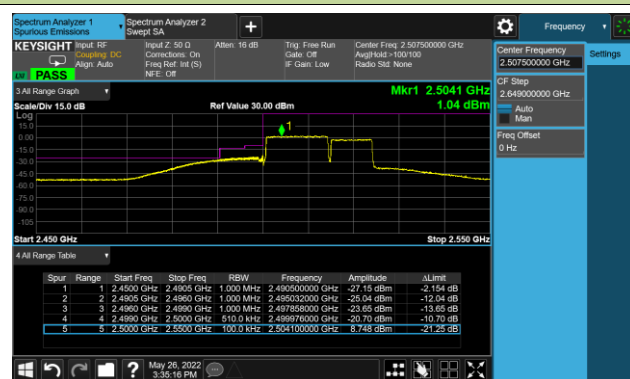 Spectrum Analyzer 1
Spurious Emissions
Spectrum Analyzer 2
Swept SA
+
Frequency
KEYSIGHT
Input: RF
Coupling: DC
Align: Auto
Input Z: 50 Ω
Corrections: On
Freq Ref: Int (S)
NFE: Off
Atten: 16 dB
Trig: Free Run
Gate: Off
IF Gain: Low
Center Freq: 2.507500000 GHz
Avg|Hold:>100/100
Radio Std: None
LW PASS
Center Frequency
2.507500000 GHz
Settings
CF Step
2.649000000 GHz
Auto
Man
Freq Offset
0 Hz
3 All Range Graph
Mkr1 2.5041 GHz
Scale/Div 15.0 dB
Ref Value 30.00 dBm
1.04 dBm
Log
15.0
0.00
-15.0
-30.0
-45.0
-60.0
-75.0
-90.0
-105
1
Start 2.450 GHz
Stop 2.550 GHz
4 All Range Table
Spur Range Start Freq Stop Freq RBW Frequency Amplitude ΔLimit
1 1 2.4500 GHz 2.4905 GHz 1.000 MHz 2.490500000 GHz -27.15 dBm -2.154 dB
2 2 2.4905 GHz 2.4960 GHz 1.000 MHz 2.495032000 GHz -25.04 dBm -12.04 dB
3 3 2.4960 GHz 2.4990 GHz 1.000 MHz 2.497858000 GHz -23.65 dBm -13.65 dB
4 4 2.4990 GHz 2.5000 GHz 510.0 kHz 2.499976000 GHz -20.70 dBm -10.70 dB
5 5 2.5000 GHz 2.5500 GHz 100.0 kHz 2.504100000 GHz 8.748 dBm -21.25 dB
?
May 26, 2022
3:35:16 PM